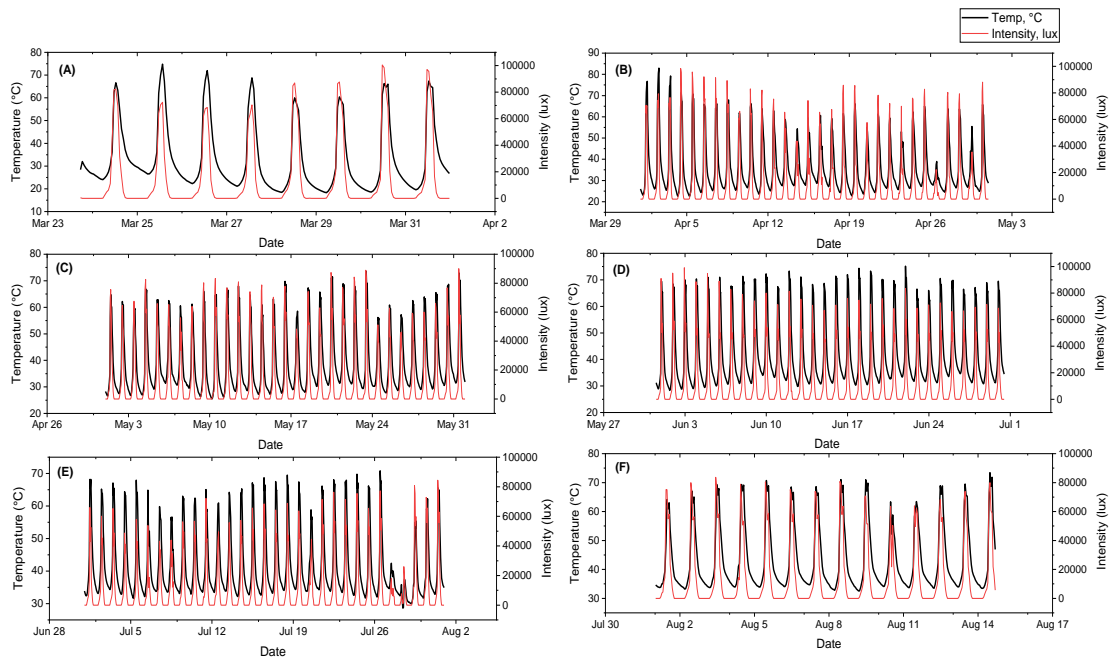 Temp, °C
Intensity, lux
(A)
Temperature (°C)
80
70
60
50
40
30
20
10
Intensity (lux)
100000
80000
60000
40000
20000
0
Mar 23
Mar 25
Mar 27
Mar 29
Mar 31
Apr 2
Date
(B)
Temperature (°C)
90
80
70
60
50
40
30
20
Intensity (lux)
100000
80000
60000
40000
20000
0
Mar 29
Apr 5
Apr 12
Apr 19
Apr 26
May 3
Date
(C)
Temperature (°C)
80
70
60
50
40
30
20
Intensity (lux)
100000
80000
60000
40000
20000
0
Apr 26
May 3
May 10
May 17
May 24
May 31
Date
(D)
Temperature (°C)
80
70
60
50
40
30
20
Intensity (lux)
100000
80000
60000
40000
20000
0
May 27
Jun 3
Jun 10
Jun 17
Jun 24
Jul 1
Date
(E)
Temperature (°C)
70
60
50
40
30
Intensity (lux)
100000
80000
60000
40000
20000
0
Jun 28
Jul 5
Jul 12
Jul 19
Jul 26
Aug 2
Date
(F)
Temperature (°C)
80
70
60
50
40
30
Intensity (lux)
100000
80000
60000
40000
20000
0
Jul 30
Aug 2
Aug 5
Aug 8
Aug 11
Aug 14
Aug 17
Date